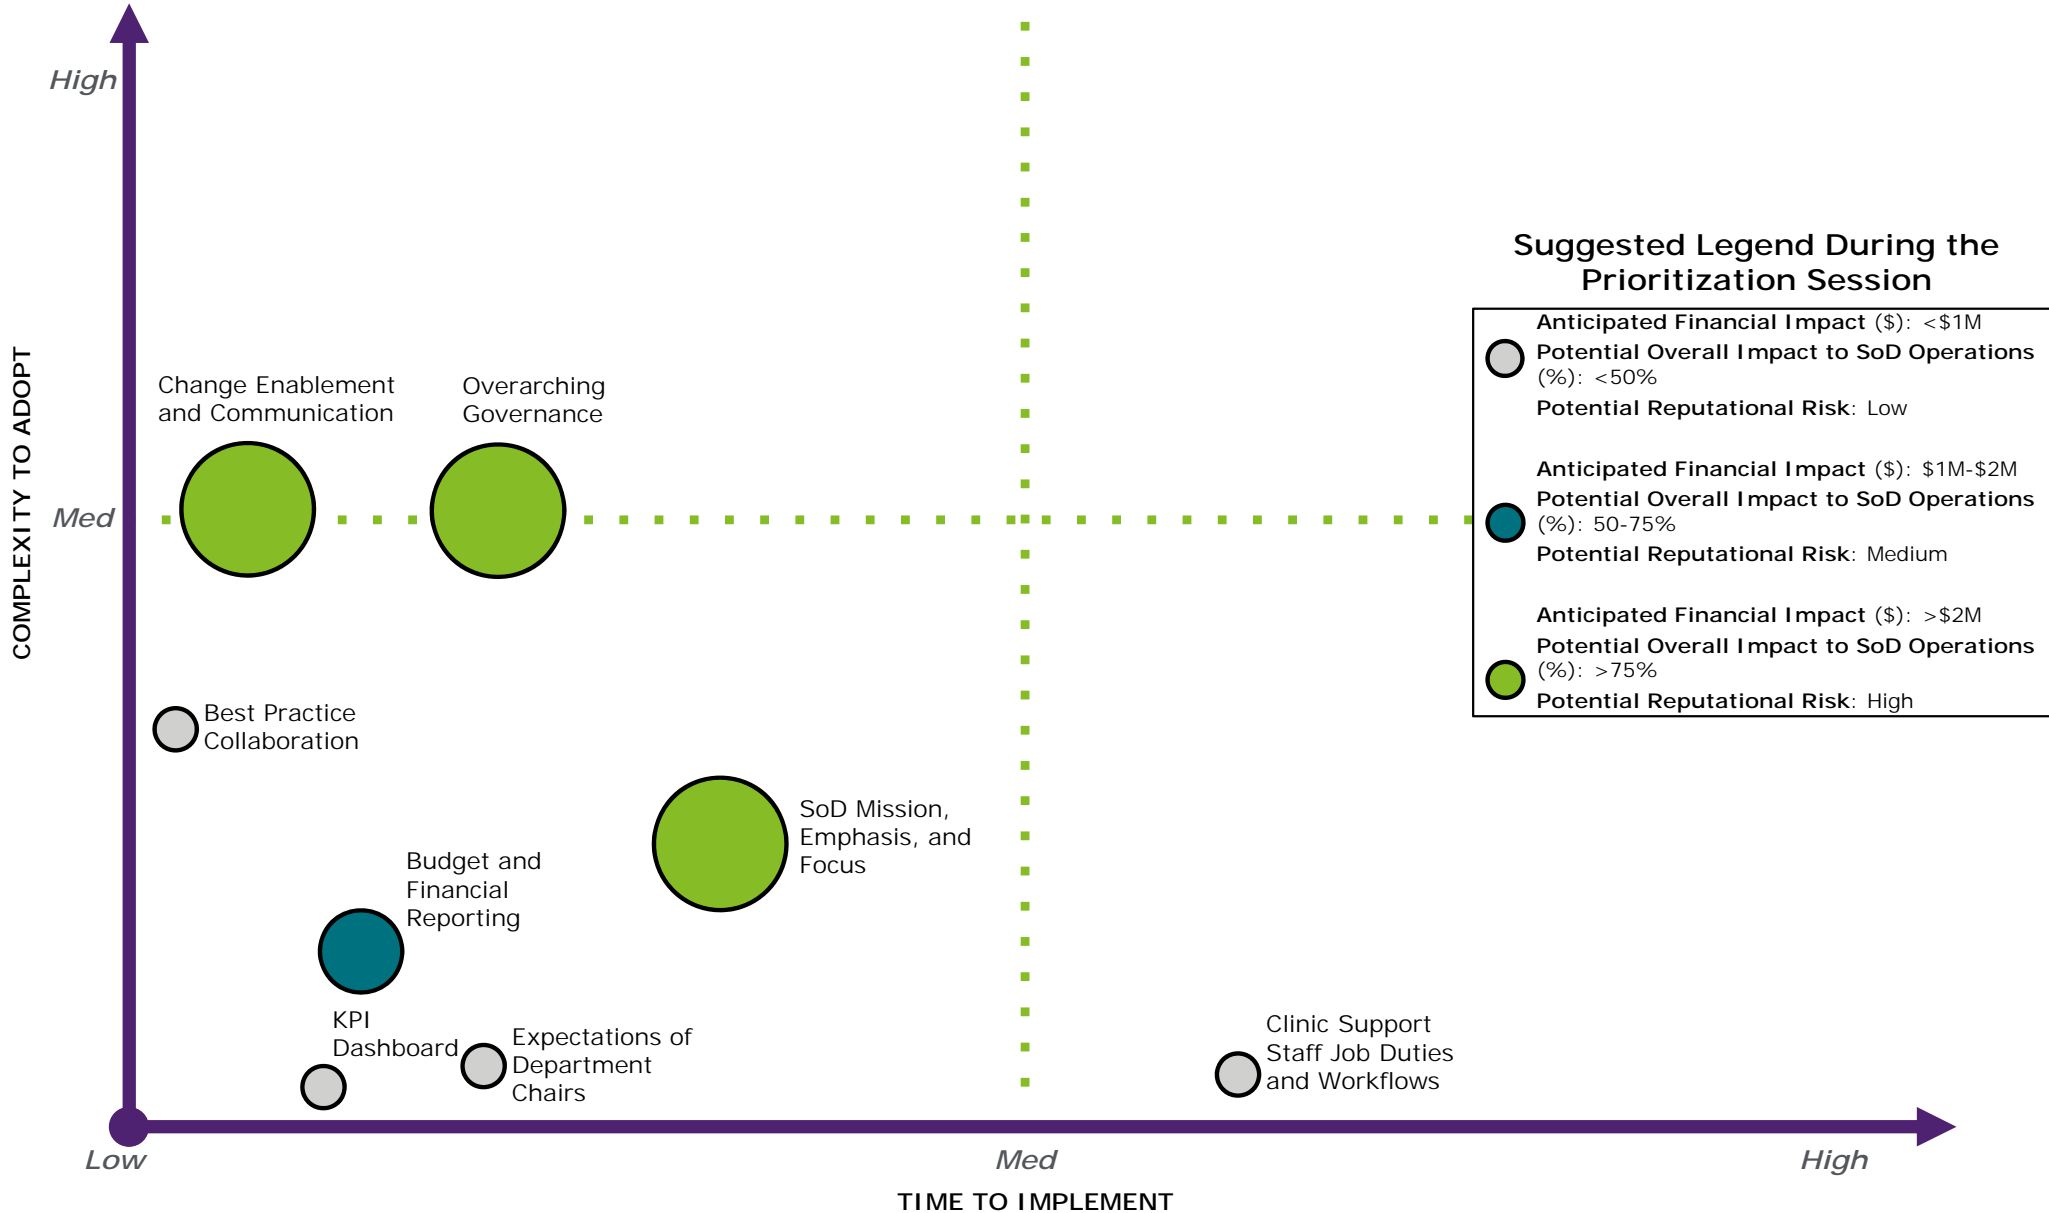 High
Suggested Legend During the
Prioritization Session
Anticipated Financial Impact ($): <$1M
Potential Overall Impact to SoD Operations
(%): <50%
Potential Reputational Risk: Low
Anticipated Financial Impact ($): $1M-$2M
Potential Overall Impact to SoD Operations
(%): 50-75%
Potential Reputational Risk: Medium
Anticipated Financial Impact ($): >$2M
Potential Overall Impact to SoD Operations
(%): >75%
Potential Reputational Risk: High
COMPLEXITY TO ADOPT
Change Enablement
and Communication
Overarching
Governance
Med
Best Practice
Collaboration
SoD Mission,
Emphasis, and
Focus
Budget and
Financial
Reporting
KPI
Dashboard
Expectations of
Department
Chairs
Clinic Support
Staff Job Duties
and Workflows
Low
Med
High
TIME TO IMPLEMENT